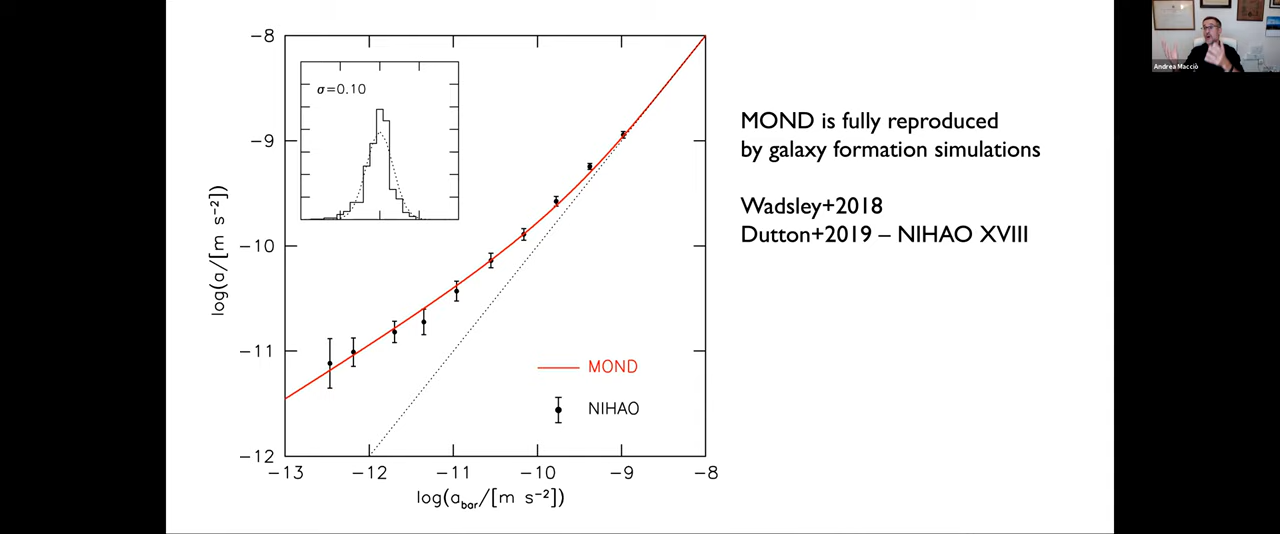 Andrea Macciò
−8
σ=0.10
−9
−10
−11
−12
log(a/[m s⁻²])
MOND
NIHAO
−13
−12
−11
−10
−9
−8
log(a_bar/[m s⁻²])
MOND is fully reproduced
by galaxy formation simulations
Wadsley+2018
Dutton+2019 – NIHAO XVIII